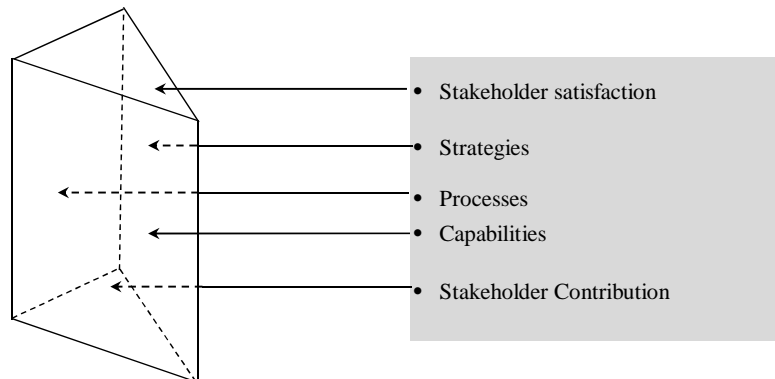 • Stakeholder satisfaction
• Strategies
• Processes
• Capabilities
• Stakeholder Contribution